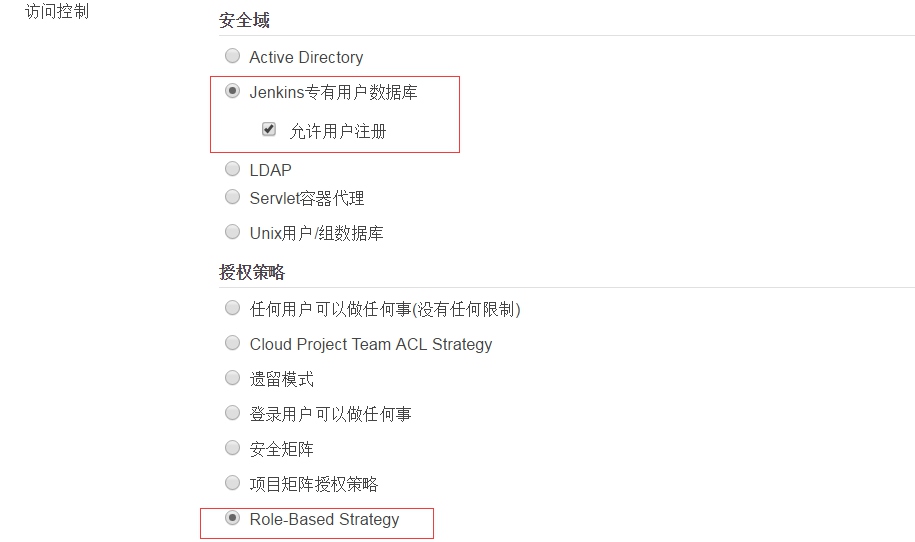 访问控制
安全域
Active Directory
Jenkins专有用户数据库
允许用户注册
LDAP
Servlet容器代理
Unix用户/组数据库
授权策略
任何用户可以做任何事(没有任何限制)
Cloud Project Team ACL Strategy
遗留模式
登录用户可以做任何事
安全矩阵
项目矩阵授权策略
Role-Based Strategy